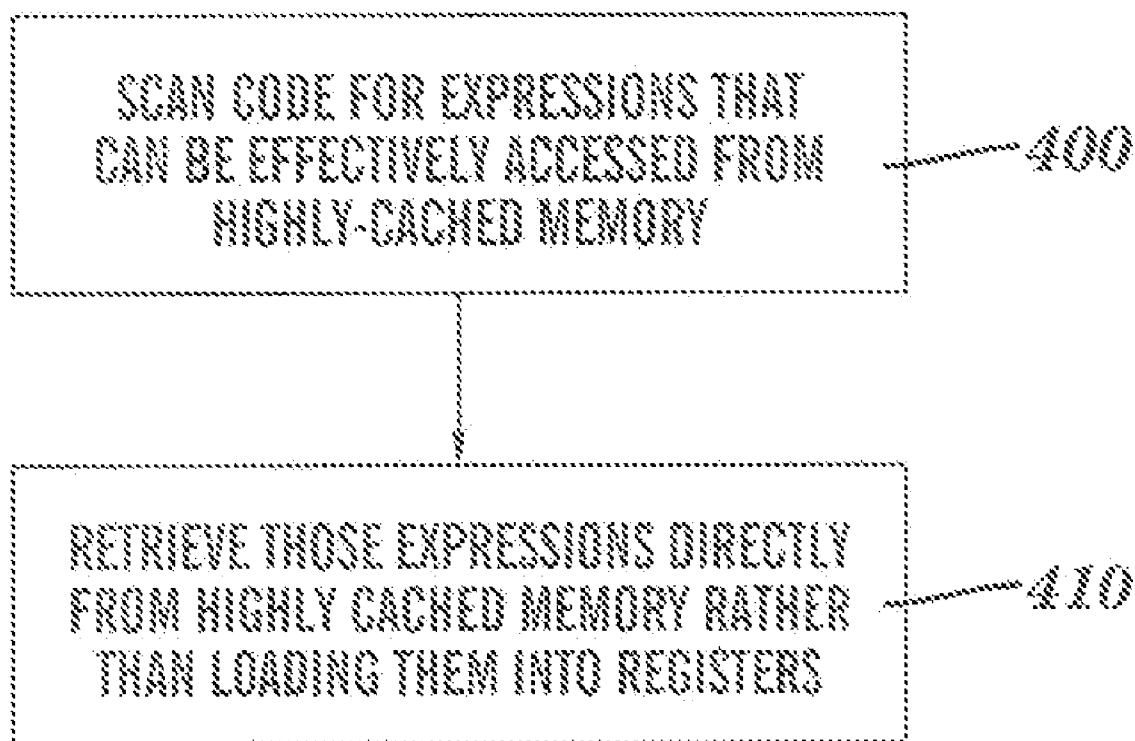 SCAN CODE FOR EXPRESSIONS THAT
CAN BE EFFECTIVELY ACCESSED FROM
HIGHLY-CACHED MEMORY
400
RETRIEVE THOSE EXPRESSIONS DIRECTLY
FROM HIGHLY CACHED MEMORY RATHER
THAN LOADING THEM INTO REGISTERS
410